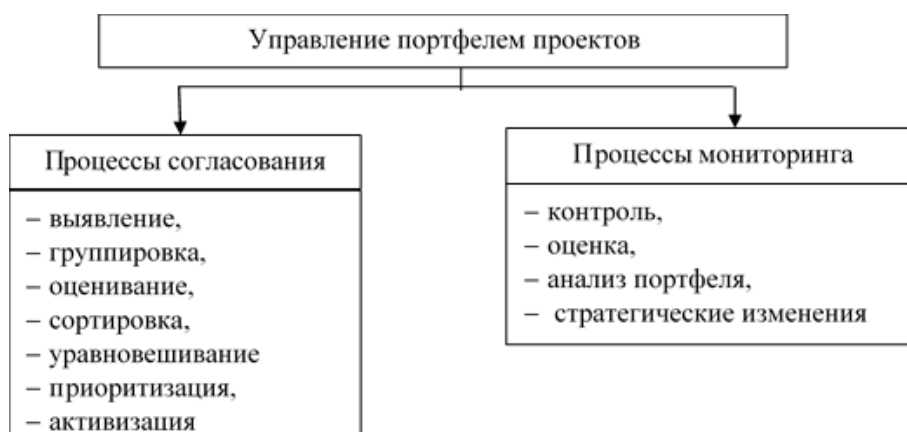 Управление портфелем проектов
Процессы согласования
– выявление,
– группировка,
– оценивание,
– сортировка,
– уравновешивание
– приоритизация,
– активизация
Процессы мониторинга
– контроль,
– оценка,
– анализ портфеля,
– стратегические изменения